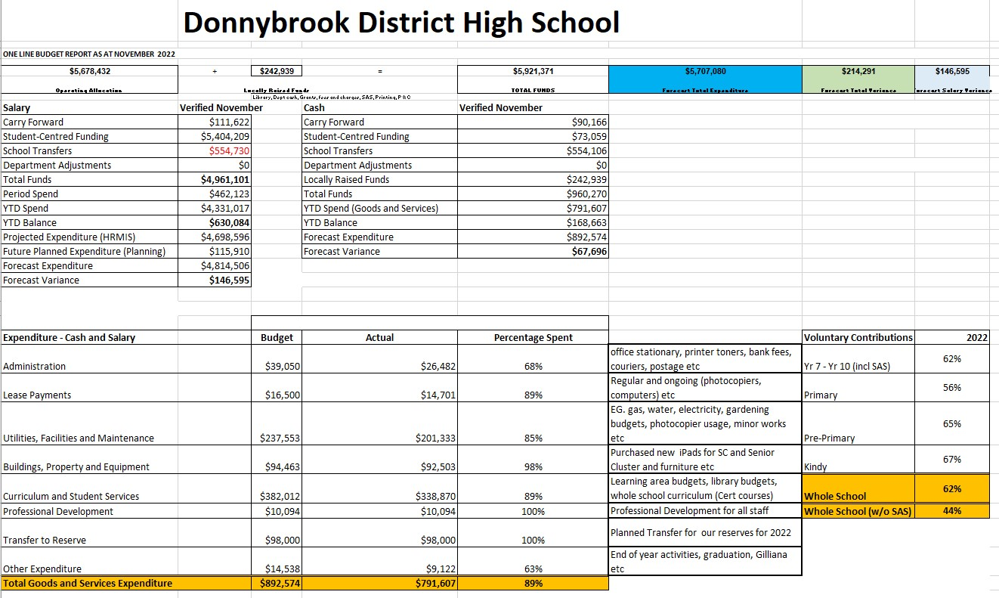 Donnybrook District High School
ONE LINE BUDGET REPORT AS AT NOVEMBER 2022
$5,678,432 + $242,939 = $5,921,371 $5,707,080 $214,291 $146,595
Operating Allocation Locally Raised Funds TOTAL FUNDS Forecast Total Expenditure Forecast Total Variance Forecast Salary Variance
Library, Dept cash, Grants, fees and charges, SAS, Printing, P & C
Salary Verified November Cash Verified November
Carry Forward $111,622 Carry Forward $90,166
Student-Centred Funding $5,404,209 Student-Centred Funding $73,059
School Transfers $554,730 School Transfers $554,106
Department Adjustments $0 Department Adjustments $0
Total Funds $4,961,101 Locally Raised Funds $242,939
Period Spend $462,123 Total Funds $960,270
YTD Spend $4,331,017 YTD Spend (Goods and Services) $791,607
YTD Balance $630,084 YTD Balance $168,663
Projected Expenditure (HRMIS) $4,698,596 Forecast Expenditure $892,574
Future Planned Expenditure (Planning) $115,910 Forecast Variance $67,696
Forecast Expenditure $4,814,506
Forecast Variance $146,595
Expenditure - Cash and Salary Budget Actual Percentage Spent Voluntary Contributions 2022
office stationary, printer toners, bank fees,
Administration $39,050 $26,482 68% couriers, postage etc Yr 7 - Yr 10 (incl SAS) 62%
Regular and ongoing (photocopiers,
Lease Payments $16,500 $14,701 89% computers) etc Primary 56%
EG. gas, water, electricity, gardening
budgets, photocopier usage, minor works
Utilities, Facilities and Maintenance $237,553 $201,333 85% etc Pre-Primary 65%
Purchased new iPads for SC and Senior
Buildings, Property and Equipment $94,463 $92,503 98% Cluster and furniture etc Kindy 67%
Learning area budgets, library budgets,
Curriculum and Student Services $382,012 $338,870 89% whole school curriculum (Cert courses) Whole School 62%
Professional Development $10,094 $10,094 100% Professional Development for all staff Whole School (w/o SAS) 44%
Transfer to Reserve $98,000 $98,000 100% Planned Transfer for our reserves for 2022
End of year activities, graduation, Gilliana
Other Expenditure $14,538 $9,122 63% etc
Total Goods and Services Expenditure $892,574 $791,607 89%